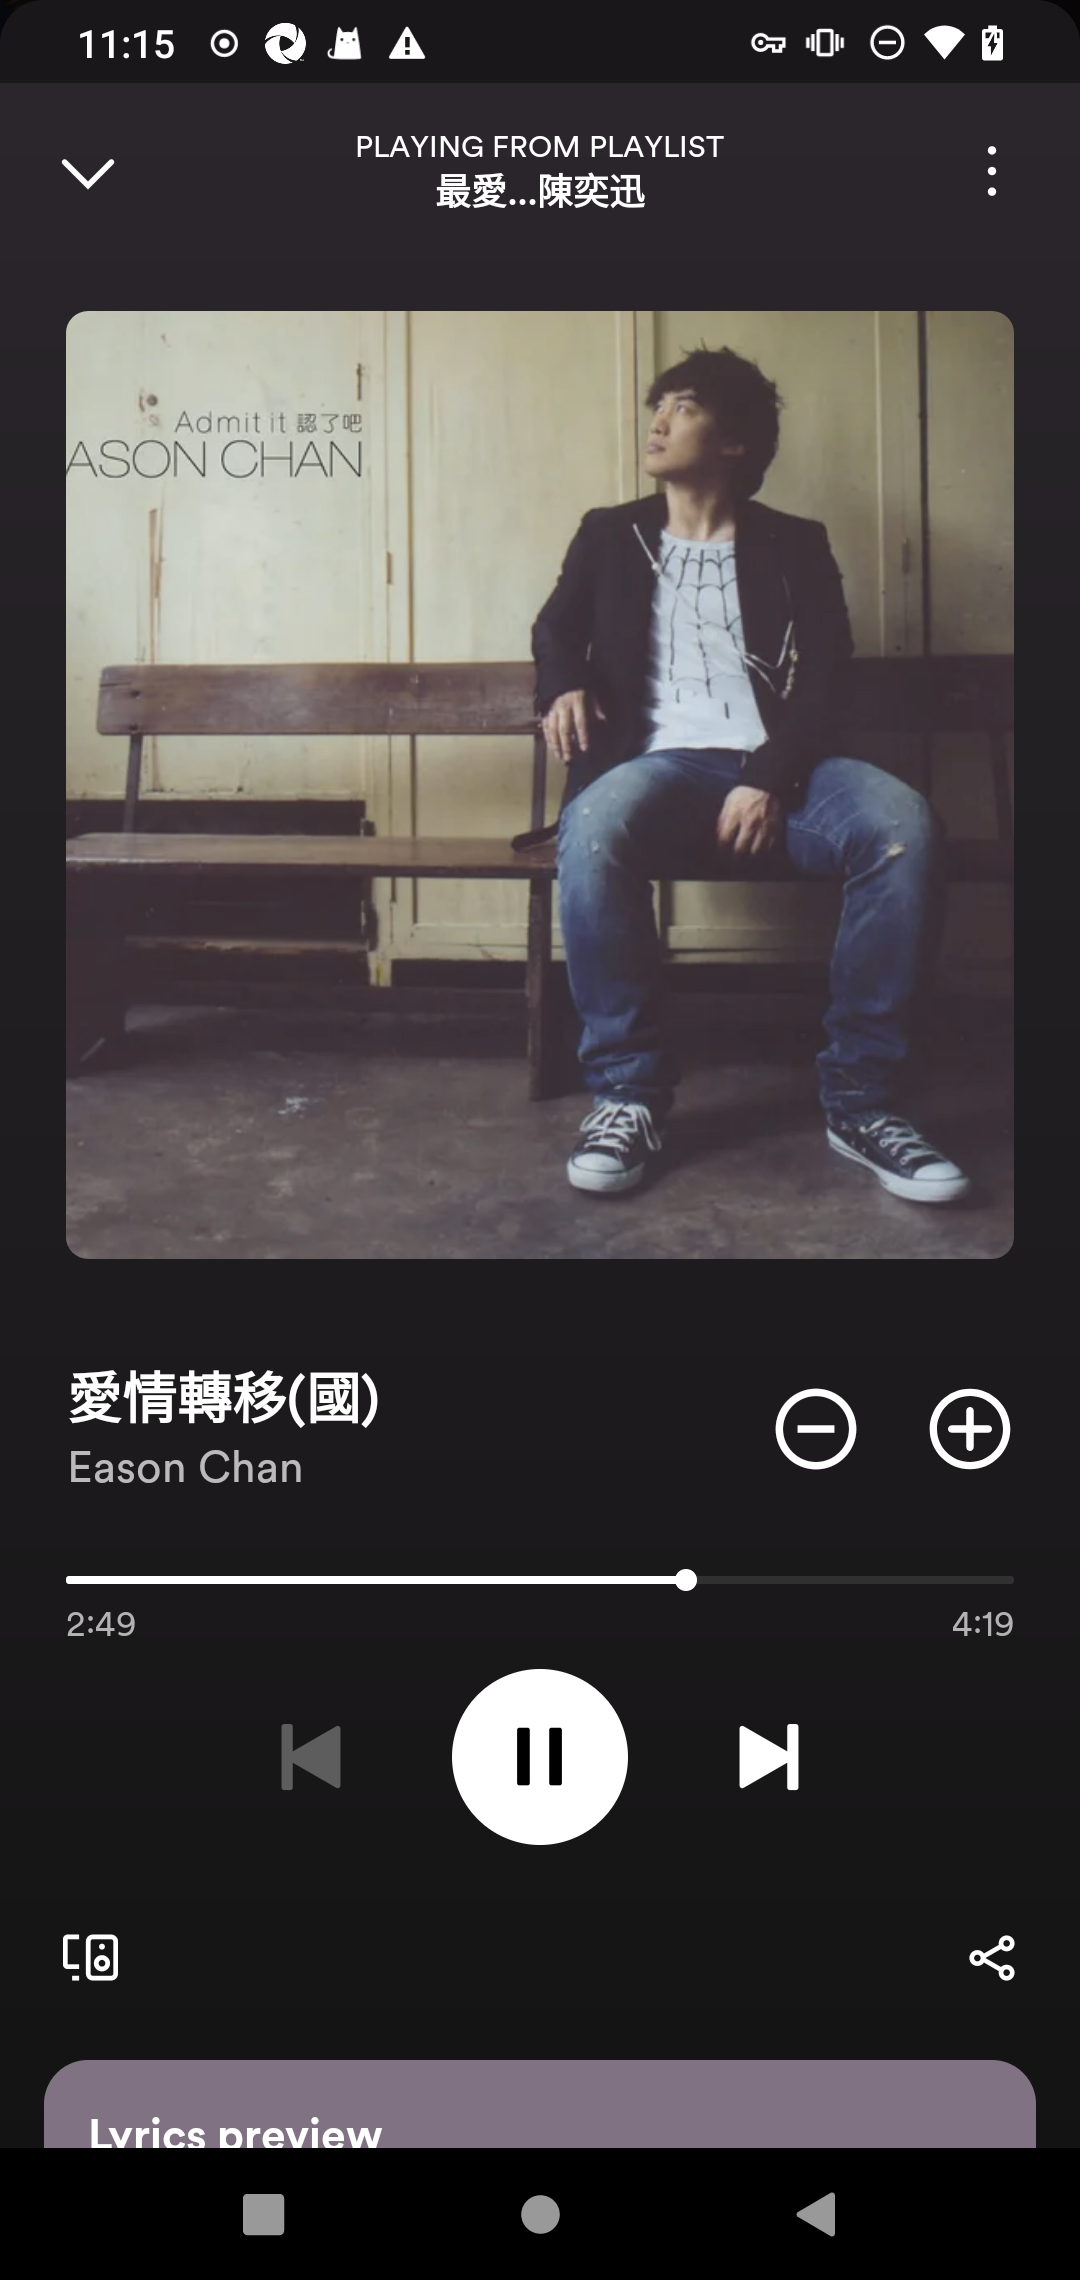 11:15
PLAYING FROM PLAYLIST
最愛...陳奕迅
Admit it 認了吧
ASON CHAN
愛情轉移(國)
Eason Chan
2:49
4:19
Lyrics preview